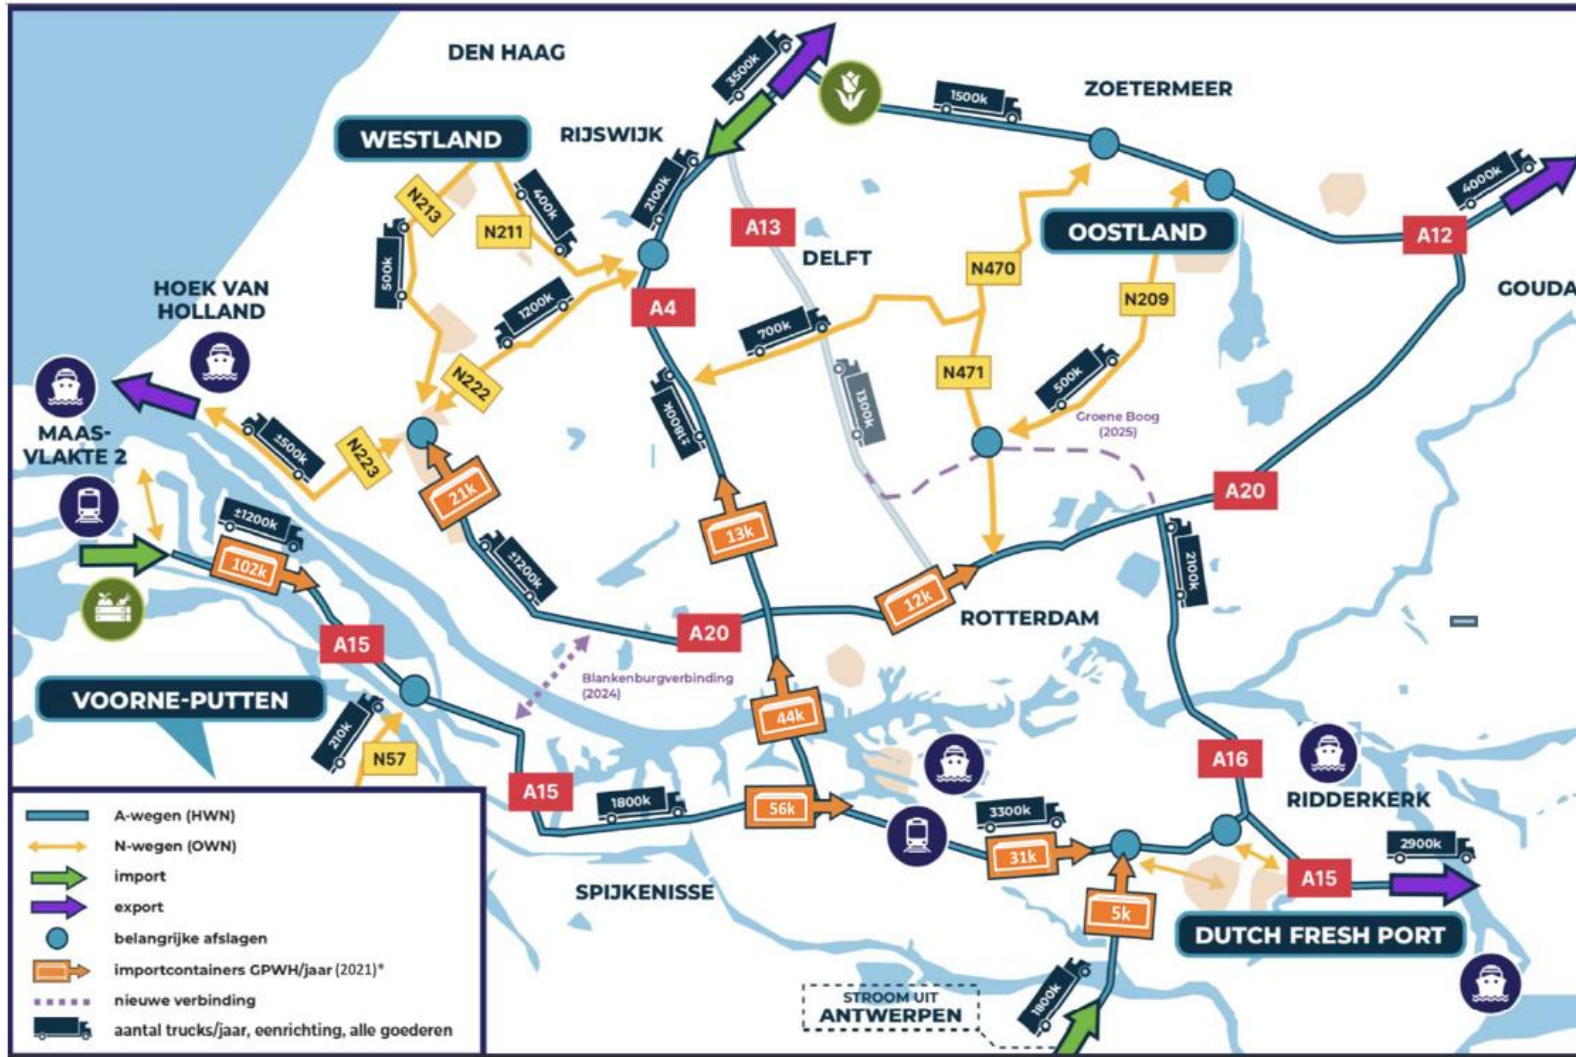 DEN HAAG
3500k
1500k
ZOETERMEER
WESTLAND
RIJSWIJK
2100k
400k
N213
N211
500k
A13
DELFT
OOSTLAND
4000k
A12
N470
N209
GOUDA
HOEK VAN
HOLLAND
1200k
A4
700k
N222
N471
500k
1300k
±1800k
Groene Boog
(2025)
MAAS-
VLAKTE 2
±500k
N223
21k
A20
±1200k
102k
±1200k
13k
2100k
12k
ROTTERDAM
A15
A20
Blankenburgverbinding
(2024)
VOORNE-PUTTEN
210k
N57
44k
A16
A15
1800k
56k
RIDDERKERK
3300k
31k
2900k
A15
SPIJKENISSE
5k
DUTCH FRESH PORT
STROOM UIT
ANTWERPEN
1800k
A-wegen (HWN)
N-wegen (OWN)
import
export
belangrijke afslagen
importcontainers GPWH/jaar (2021)*
nieuwe verbinding
aantal trucks/jaar, eenrichting, alle goederen